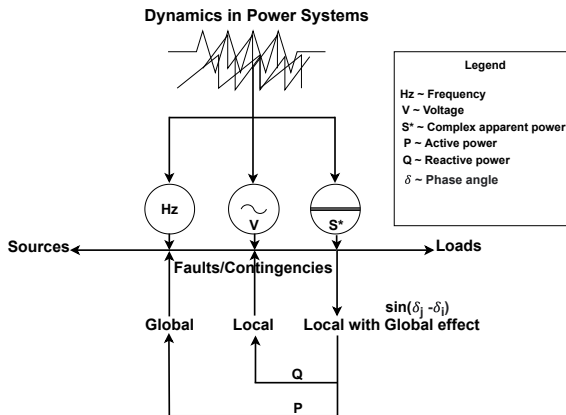 Dynamics in Power Systems
Legend
Hz ~ Frequency
V ~ Voltage
S* ~ Complex apparent power
P ~ Active power
Q ~ Reactive power
δ ~ Phase angle
Hz
V
S*
Sources
Loads
Faults/Contingencies
sin(δj -δi)
Global
Local
Local with Global effect
Q
P